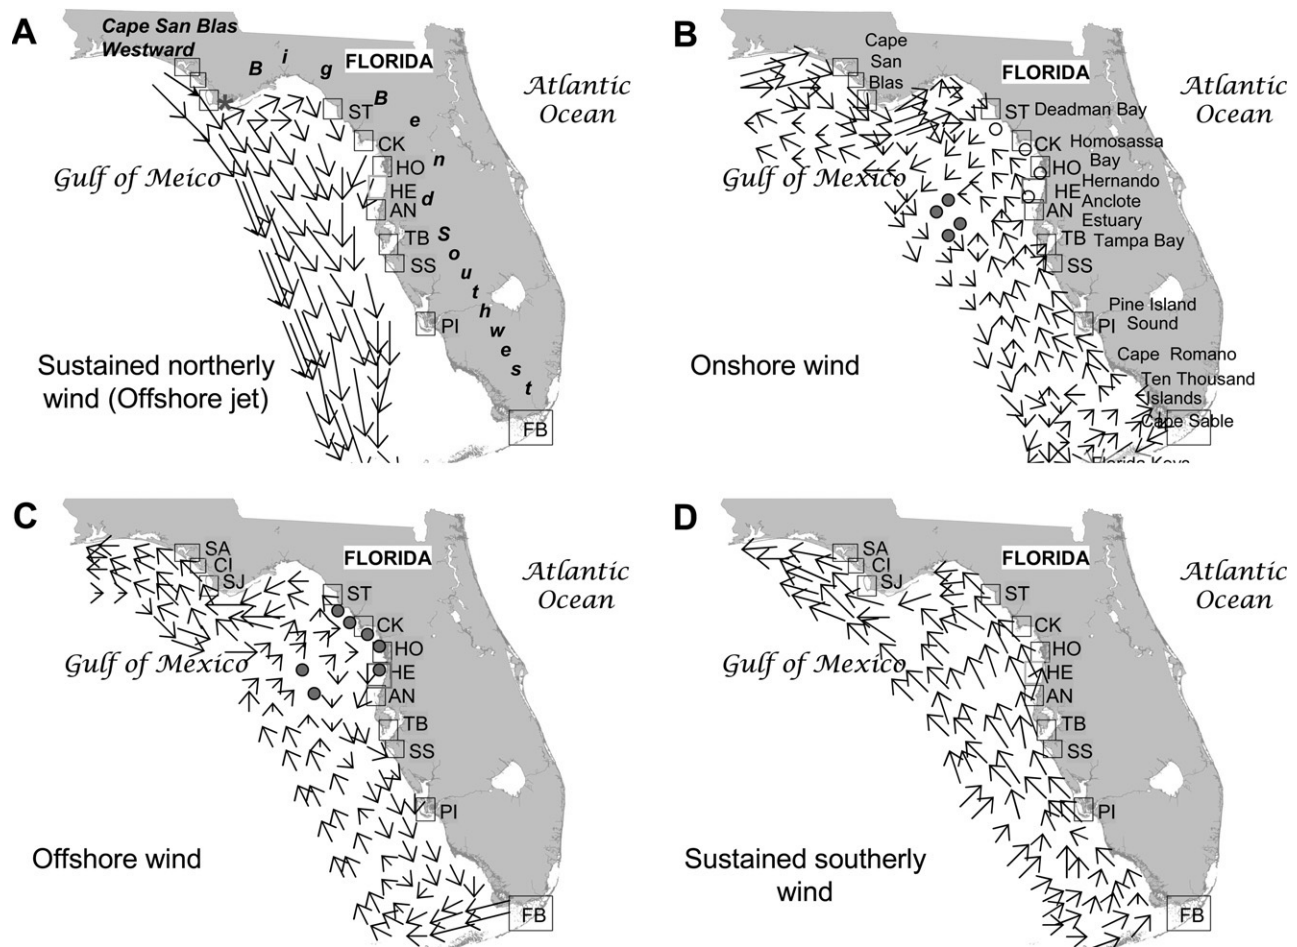 A
Cape San Blas
Westward
B i g
B e n d
FLORIDA
Atlantic
Ocean
Gulf of Meico
*
ST
CK
HO
HE
AN
TB
SS
PI
FB
S o u t h w e s t
Sustained northerly
wind (Offshore jet)
B
Cape
San
Blas
FLORIDA
Atlantic
Ocean
Gulf of Mexico
ST Deadman Bay
CK Homosassa
Bay
HO
Hernando
HE
Anclote
AN
Estuary
TB Tampa Bay
SS
Pine Island
PI Sound
Cape Romano
Ten Thousand
Islands
Cape Sable
Florida Keys
Onshore wind
C
SA
CI
SJ
FLORIDA
Atlantic
Ocean
Gulf of Mexico
ST
CK
HO
HE
AN
TB
SS
PI
FB
Offshore wind
D
SA
CI
SJ
FLORIDA
Atlantic
Ocean
Gulf of Mexico
ST
CK
HO
HE
AN
TB
SS
PI
FB
Sustained southerly
wind